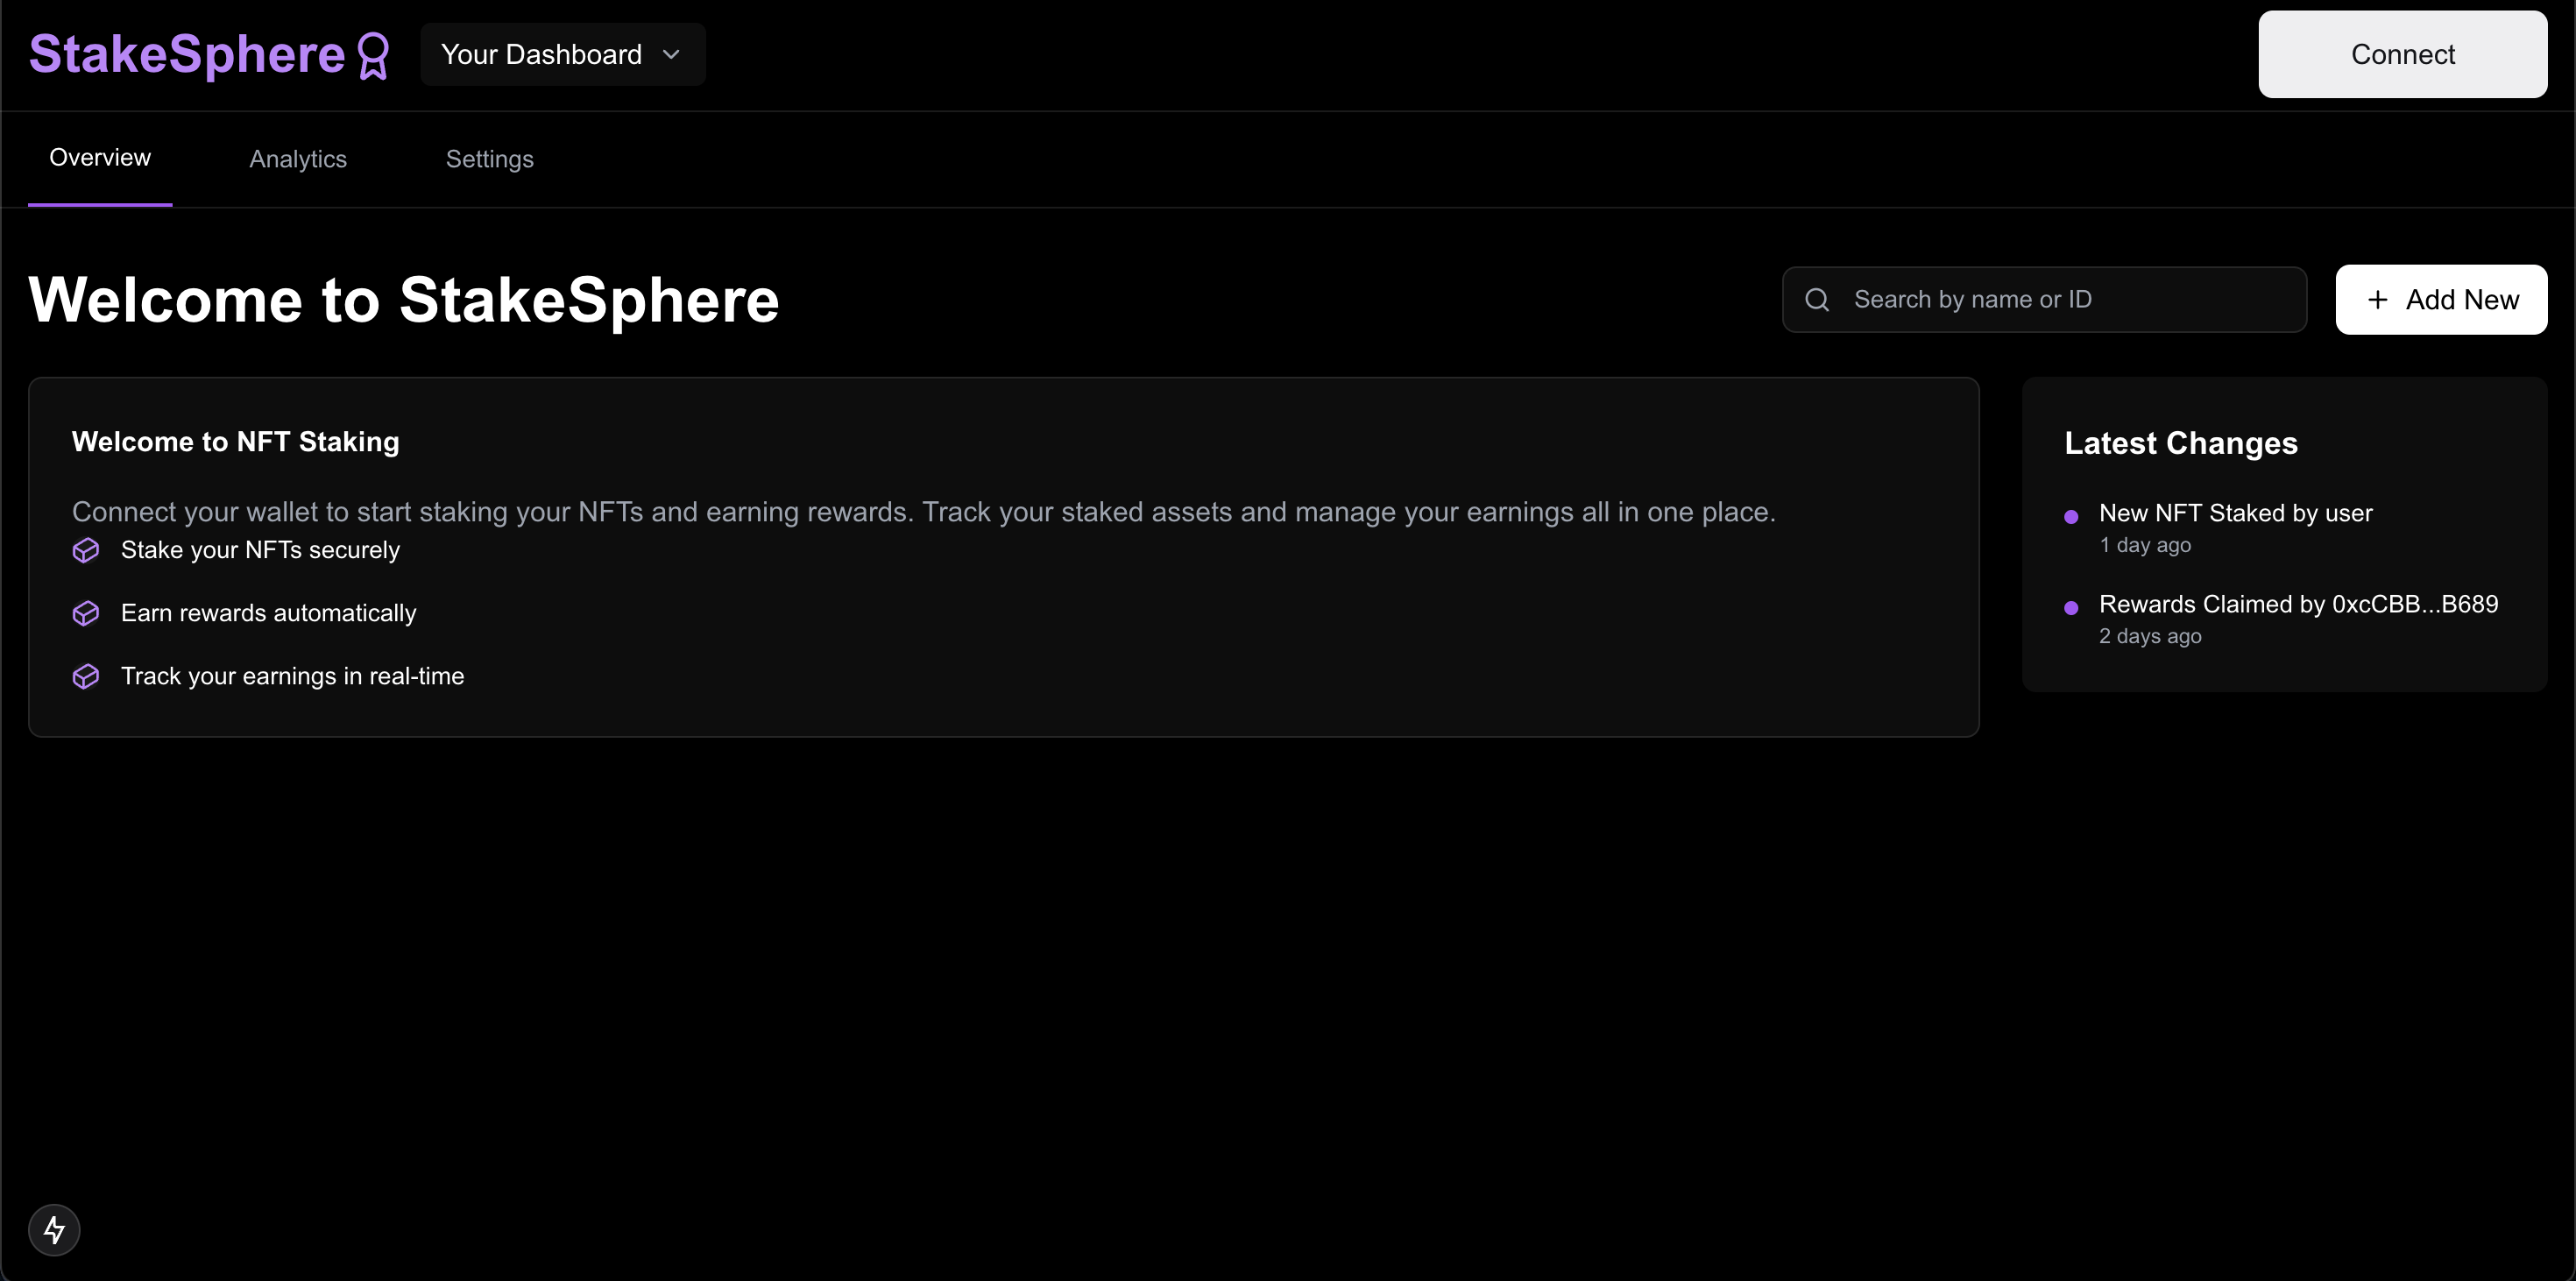 StakeSphere
Your Dashboard
Connect
Overview
Analytics
Settings
Welcome to StakeSphere
Search by name or ID
Add New
Welcome to NFT Staking
Connect your wallet to start staking your NFTs and earning rewards. Track your staked assets and manage your earnings all in one place.
Stake your NFTs securely
Earn rewards automatically
Track your earnings in real-time
Latest Changes
New NFT Staked by user
1 day ago
Rewards Claimed by 0xcCBB...B689
2 days ago